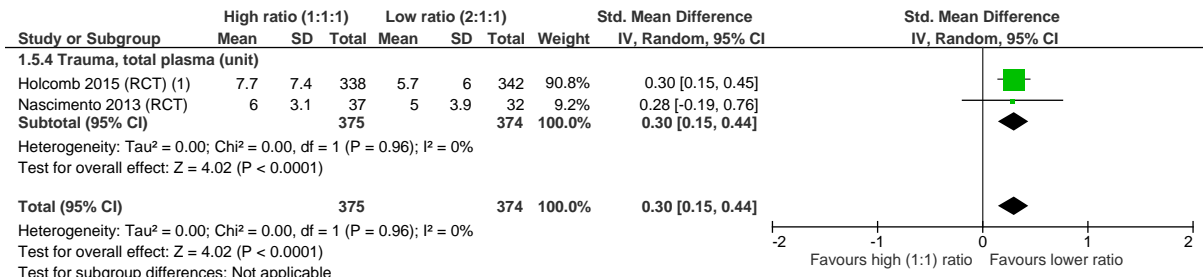 High ratio (1:1:1) Low ratio (2:1:1) Std. Mean Difference Std. Mean Difference
Study or Subgroup Mean SD Total Mean SD Total Weight IV, Random, 95% CI IV, Random, 95% CI
1.5.4 Trauma, total plasma (unit)
Holcomb 2015 (RCT) (1) 7.7 7.4 338 5.7 6 342 90.8% 0.30 [0.15, 0.45]
Nascimento 2013 (RCT) 6 3.1 37 5 3.9 32 9.2% 0.28 [-0.19, 0.76]
Subtotal (95% CI) 375 374 100.0% 0.30 [0.15, 0.44]
Heterogeneity: Tau² = 0.00; Chi² = 0.00, df = 1 (P = 0.96); I² = 0%
Test for overall effect: Z = 4.02 (P < 0.0001)
Total (95% CI) 375 374 100.0% 0.30 [0.15, 0.44]
Heterogeneity: Tau² = 0.00; Chi² = 0.00, df = 1 (P = 0.96); I² = 0%
Test for overall effect: Z = 4.02 (P < 0.0001)
Test for subgroup differences: Not applicable
-2 -1 0 1 2
Favours high (1:1) ratio Favours lower ratio